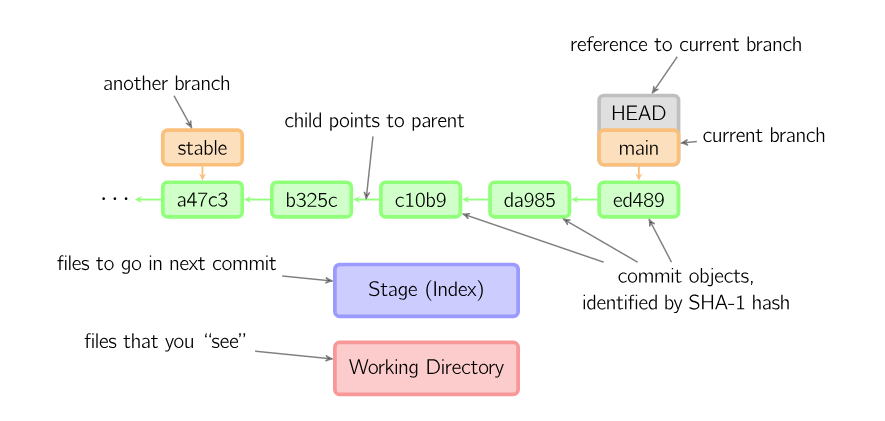 reference to current branch
another branch
HEAD
child points to parent
current branch
stable
main
· · ·
a47c3
b325c
c10b9
da985
ed489
files to go in next commit
Stage (Index)
commit objects,
identified by SHA-1 hash
files that you “see”
Working Directory